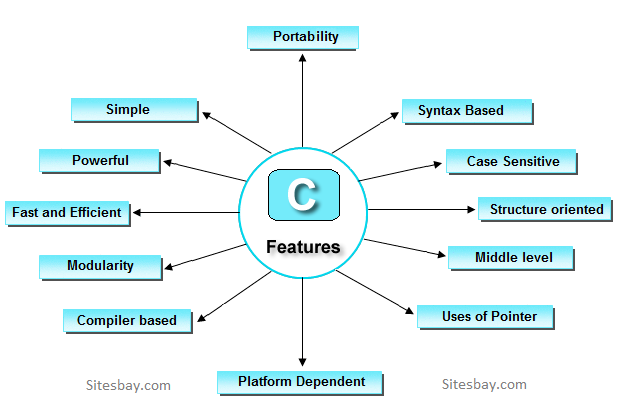 Portability
Simple
Syntax Based
Powerful
Case Sensitive
C
Fast and Efficient
Structure oriented
Features
Modularity
Middle level
Compiler based
Uses of Pointer
Platform Dependent
Sitesbay.com
Sitesbay.com